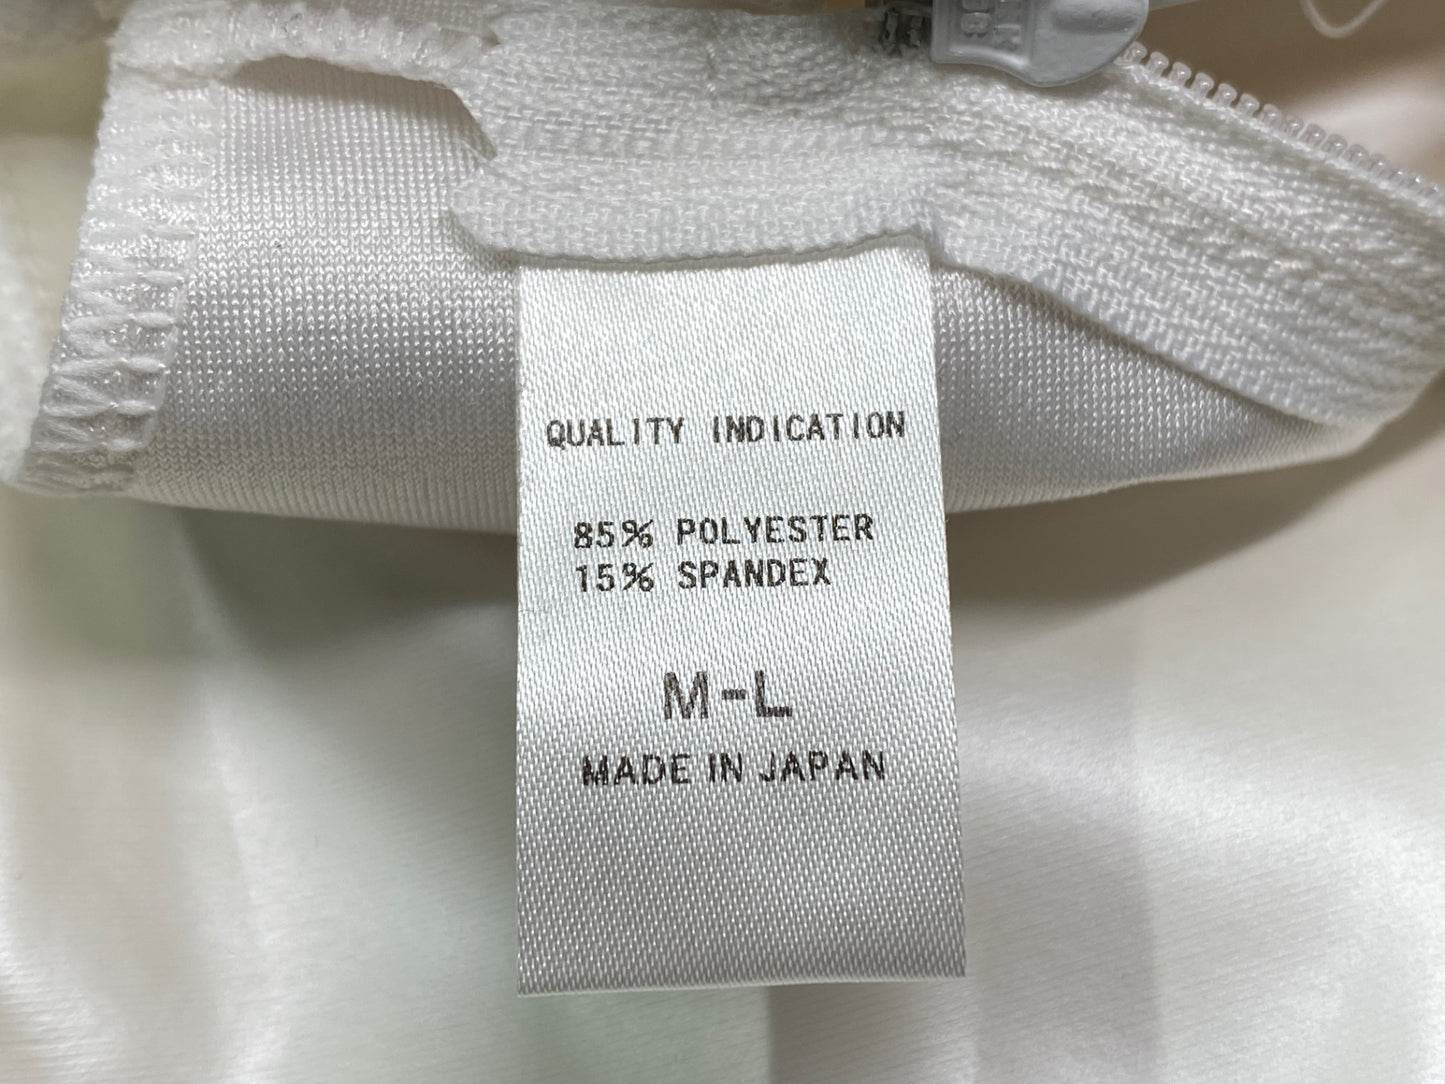 QUALITY INDICATION
85% POLYESTER
15% SPANDEX
M-L
MADE IN JAPAN